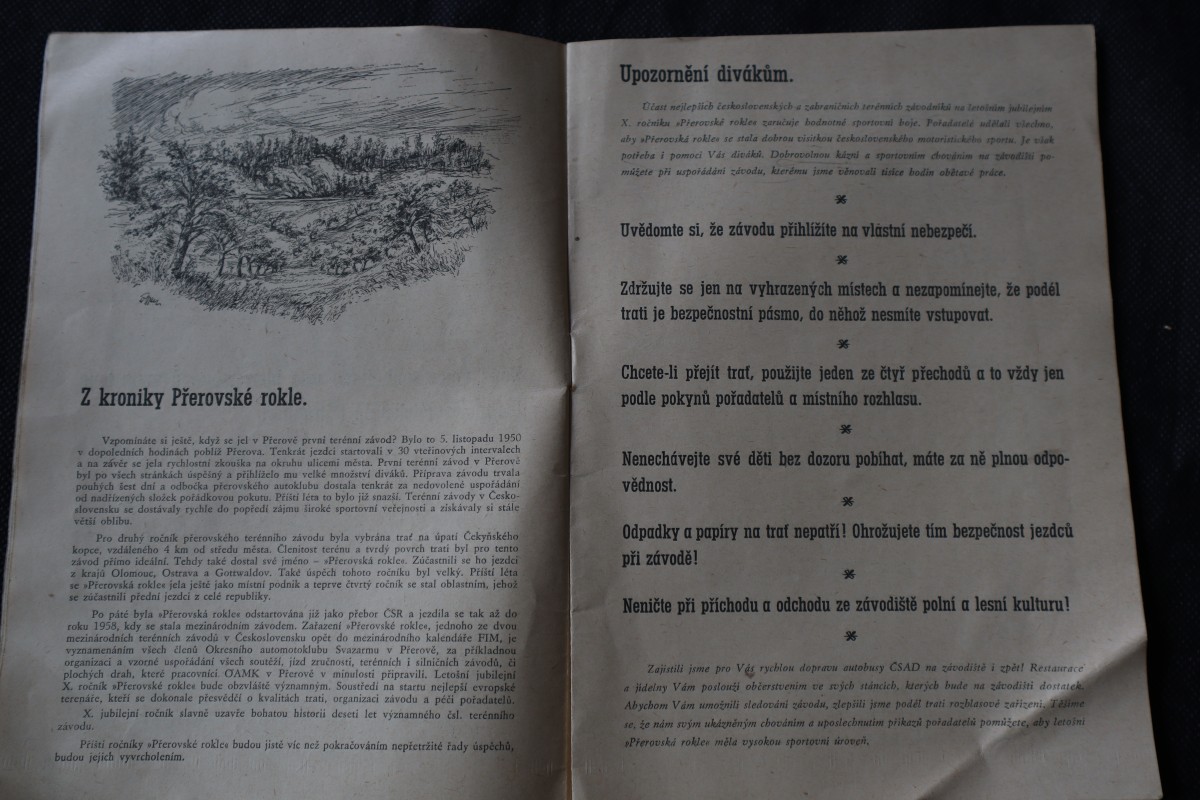 Z kroniky Přerovské rokle.
Vzpomínáte si ještě, když se jel v Přerově první terénní závod? Bylo to 5. listopadu 1950
v dopoledních hodinách poblíž Přerova. Tenkrát jezdci startovali v 30 vteřinových intervalech
a na závěr se jela rychlostní zkouška na okruhu ulicemi města. První terénní závod v Přerově
byl po všech stránkách úspěšný a přihlíželo mu velké množství diváků. Příprava závodu trvala
pouhých šest dní a odbočka přerovského autoklubu dostala tenkrát za nedovolené uspořádání
od nadřízených složek pořádkovou pokutu. Příští léta to bylo již snazší. Terénní závody v Česko-
slovensku se dostávaly rychle do popředí zájmu široké sportovní veřejnosti a získávaly si stále
větší oblibu.
Pro druhý ročník přerovského terénního závodu byla vybrána trať na úpatí Čekyňského
kopce, vzdáleného 4 km od středu města. Členitost terénu a tvrdý povrch trati byl pro tento
závod přímo ideální. Tehdy také dostal své jméno – »Přerovská rokle«. Zúčastnili se ho jezdci
z krajů Olomouc, Ostrava a Gottwaldov. Také úspěch tohoto ročníku byl velký. Příští léta
se »Přerovská rokle« jela ještě jako místní podnik a teprve čtvrtý ročník se stal oblastním, jehož
se zúčastnili přední jezdci z celé republiky.
Po páté byla »Přerovská rokle« odstartována již jako přebor ČSR a jezdila se tak až do
roku 1958, kdy se stala mezinárodním závodem. Zařazení »Přerovské rokle«, jednoho ze dvou
mezinárodních terénních závodů v Československu opět do mezinárodního kalendáře FIM, je
vyznamenáním všech členů Okresního automotoklubu Svazarmu v Přerově, za příkladnou
organizaci a vzorné uspořádání všech soutěží, jízd zručnosti, terénních i silničních závodů, či
plochých drah, které pracovníci OAMK v Přerově v minulosti připravili. Letošní jubilejní
X. ročník »Přerovské rokle« bude obzvláště významným. Soustředí na startu nejlepší evropské
terenáře, kteří se dokonale přesvědčí o kvalitách trati, organizaci závodu a péči pořadatelů.
X. jubilejní ročník slavně uzavře bohatou historii deseti let významného čsl. terénního
závodu.
Příští ročníky »Přerovské rokle« budou jistě víc než pokračováním nepřetržité řady úspěchů,
budou jejich vyvrcholením.
Upozornění divákům.
Účast nejlepších československých a zahraničních terénních závodníků na letošním jubilejním
X. ročníku »Přerovské rokle« zaručuje hodnotné sportovní boje. Pořadatelé udělali všechno,
aby »Přerovská rokle« se stala dobrou visitkou československého motoristického sportu. Je však
potřeba i pomoci Vás diváků. Dobrovolnou kázní a sportovním chováním na závodišti po-
můžete při uspořádání závodu, kterému jsme věnovali tisíce hodin obětavé práce.
Uvědomte si, že závodu přihlížíte na vlastní nebezpečí.
Zdržujte se jen na vyhrazených místech a nezapomínejte, že podél
trati je bezpečnostní pásmo, do něhož nesmíte vstupovat.
Chcete-li přejít trať, použijte jeden ze čtyř přechodů a to vždy jen
podle pokynů pořadatelů a místního rozhlasu.
Nenechávejte své děti bez dozoru pobíhat, máte za ně plnou odpo-
vědnost.
Odpadky a papíry na trať nepatří! Ohrožujete tím bezpečnost jezdců
při závodě!
Neničte při příchodu a odchodu ze závodiště polní a lesní kulturu!
Zajistili jsme pro Vás rychlou dopravu autobusy ČSAD na závodiště i zpět! Restaurace
a jídelny Vám poslouží občerstvením ve svých stáncích, kterých bude na závodišti dostatek.
Abychom Vám umožnili sledování závodu, zlepšili jsme podél trati rozhlasové zařízení. Těšíme
se, že nám svým ukázněným chováním a uposlechnutím příkazů pořadatelů pomůžete, aby letošní
»Přerovská rokle« měla vysokou sportovní úroveň,